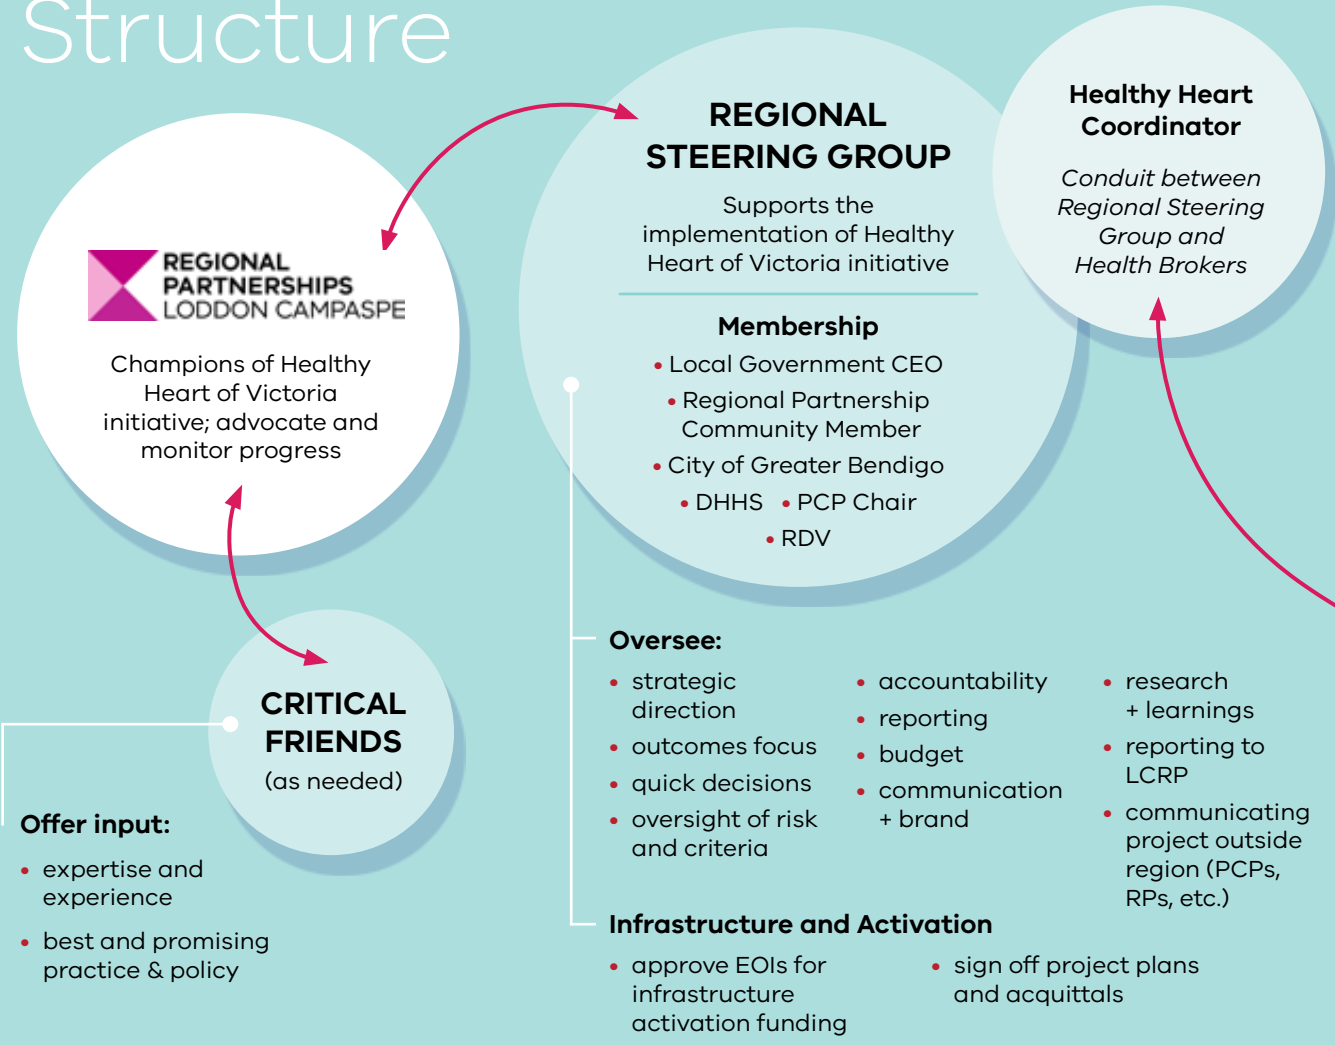 Structure
REGIONAL
PARTNERSHIPS
LODDON CAMPASPE
Champions of Healthy
Heart of Victoria
initiative; advocate and
monitor progress
CRITICAL
FRIENDS
(as needed)
Offer input:
• expertise and
experience
• best and promising
practice & policy
REGIONAL
STEERING GROUP
Supports the
implementation of Healthy
Heart of Victoria initiative
Membership
• Local Government CEO
• Regional Partnership
Community Member
• City of Greater Bendigo
• DHHS • PCP Chair
• RDV
Healthy Heart
Coordinator
Conduit between
Regional Steering
Group and
Health Brokers
Oversee:
• strategic
direction
• outcomes focus
• quick decisions
• oversight of risk
and criteria
• accountability
• reporting
• budget
• communication
+ brand
• research
+ learnings
• reporting to
LCRP
• communicating
project outside
region (PCPs,
RPs, etc.)
Infrastructure and Activation
• approve EOIs for
infrastructure
activation funding
• sign off project plans
and acquittals